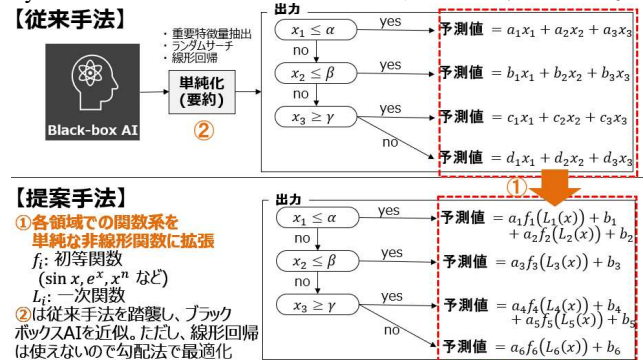 【従来手法】
・重要特徴量抽出
・ランダムサーチ
・線形回帰
Black-box AI
単純化
(要約)
②
出力
x₁ ≤ α
yes
予測値 = a₁x₁ + a₂x₂ + a₃x₃
no
x₂ ≤ β
yes
予測値 = b₁x₁ + b₂x₂ + b₃x₃
no
x₃ ≥ γ
yes
予測値 = c₁x₁ + c₂x₂ + c₃x₃
no
予測値 = d₁x₁ + d₂x₂ + d₃x₃
①
【提案手法】
①各領域での関数系を
単純な非線形関数に拡張
fᵢ: 初等関数
(sin x, eˣ, xⁿ など)
Lᵢ: 一次関数
②は従来手法を踏襲し、ブラック
ボックスAIを近似。ただし、線形回帰
は使えないので勾配法で最適化
出力
x₁ ≤ α
yes
予測値 = a₁f₁(L₁(x)) + b₁
+ a₂f₂(L₂(x)) + b₂
no
x₂ ≤ β
yes
予測値 = a₃f₃(L₃(x)) + b₃
no
x₃ ≥ γ
yes
予測値 = a₄f₄(L₄(x)) + b₄
+ a₅f₅(L₅(x)) + b₅
no
予測値 = a₆f₆(L₆(x)) + b₆